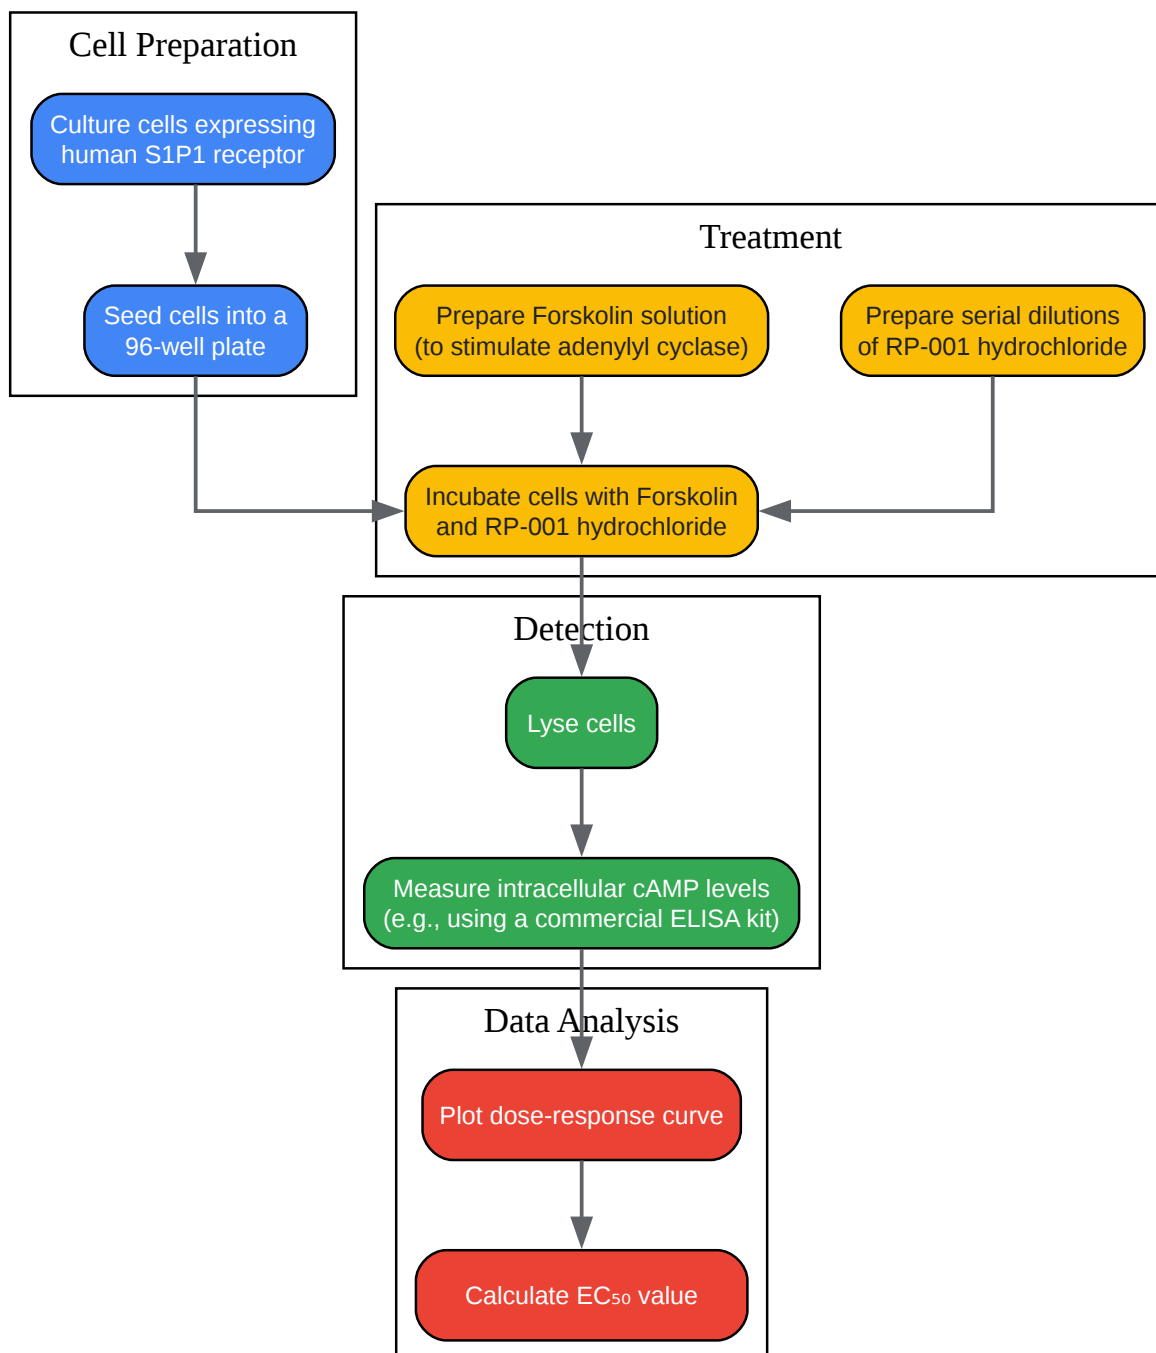 Cell Preparation
Culture cells expressing
human S1P1 receptor
Seed cells into a
96-well plate
Treatment
Prepare Forskolin solution
(to stimulate adenylyl cyclase)
Prepare serial dilutions
of RP-001 hydrochloride
Incubate cells with Forskolin
and RP-001 hydrochloride
Detection
Lyse cells
Measure intracellular cAMP levels
(e.g., using a commercial ELISA kit)
Data Analysis
Plot dose-response curve
Calculate EC₅₀ value